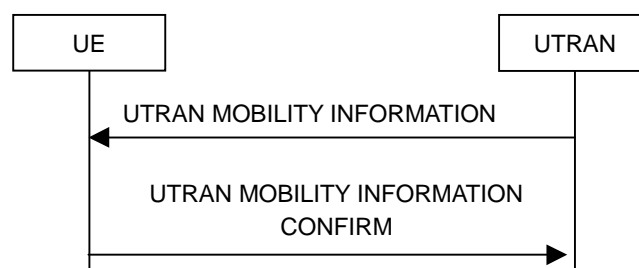 UE
UTRAN
UTRAN MOBILITY INFORMATION
UTRAN MOBILITY INFORMATION
CONFIRM